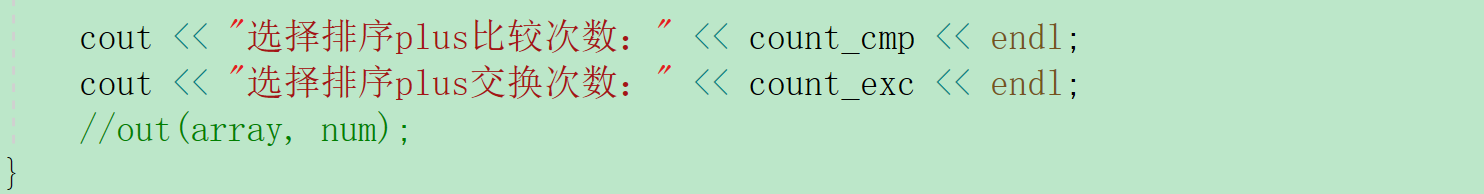 cout << "选择排序plus比较次数：" << count_cmp << endl;
cout << "选择排序plus交换次数：" << count_exc << endl;
//out(array, num);
}